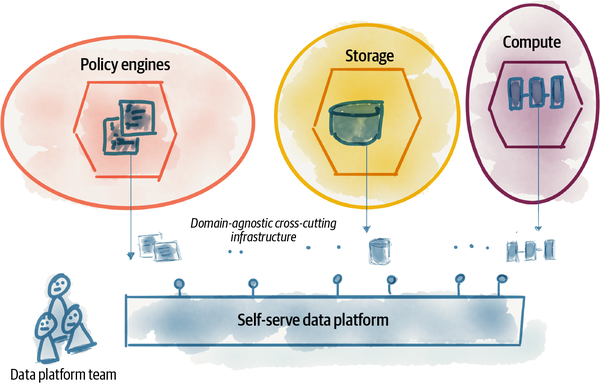 Policy engines
Storage
Compute
Domain-agnostic cross-cutting
infrastructure
Self-serve data platform
Data platform team